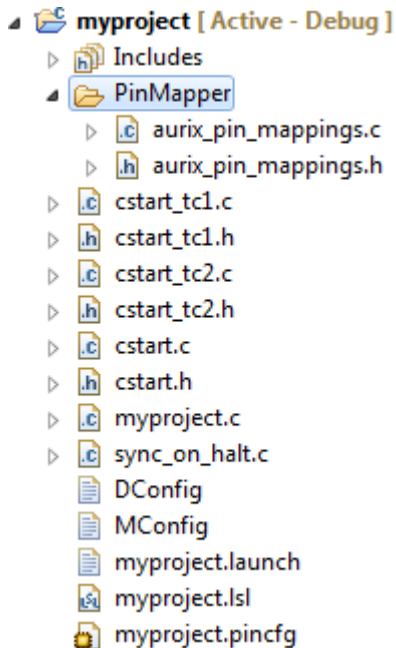 myproject [ Active - Debug ]
Includes
PinMapper
aurix_pin_mappings.c
aurix_pin_mappings.h
cstart_tc1.c
cstart_tc1.h
cstart_tc2.c
cstart_tc2.h
cstart.c
cstart.h
myproject.c
sync_on_halt.c
DConfig
MConfig
myproject.launch
myproject.lsl
myproject.pincfg